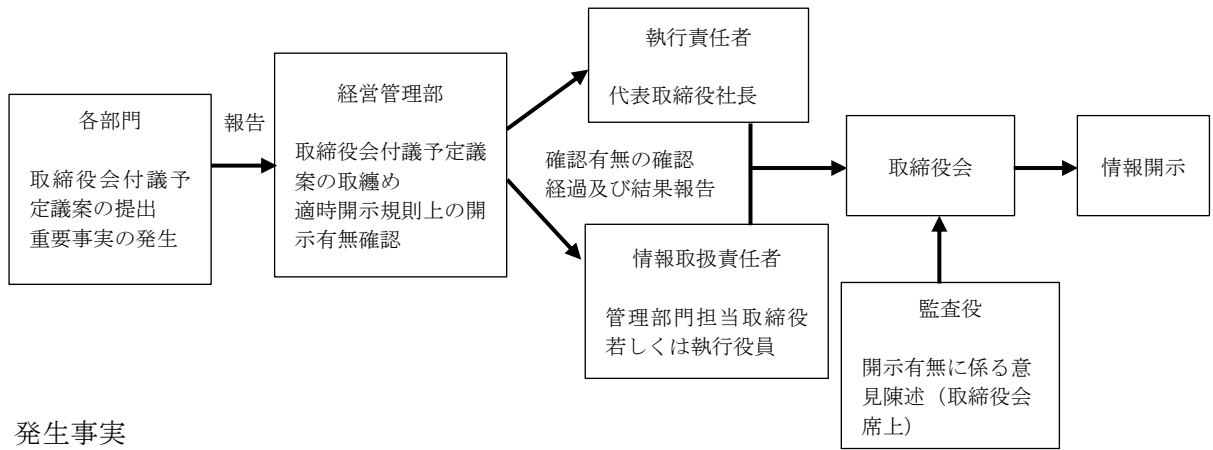 各部門
取締役会付議予
定議案の提出
重要事実の発生
報告
経営管理部
取締役会付議予定議
案の取纏め
適時開示規則上の開
示有無確認
執行責任者
代表取締役社長
確認有無の確認
経過及び結果報告
情報取扱責任者
管理部門担当取締役
若しくは執行役員
取締役会
情報開示
監査役
開示有無に係る意
見陳述（取締役会
席上）
発生事実